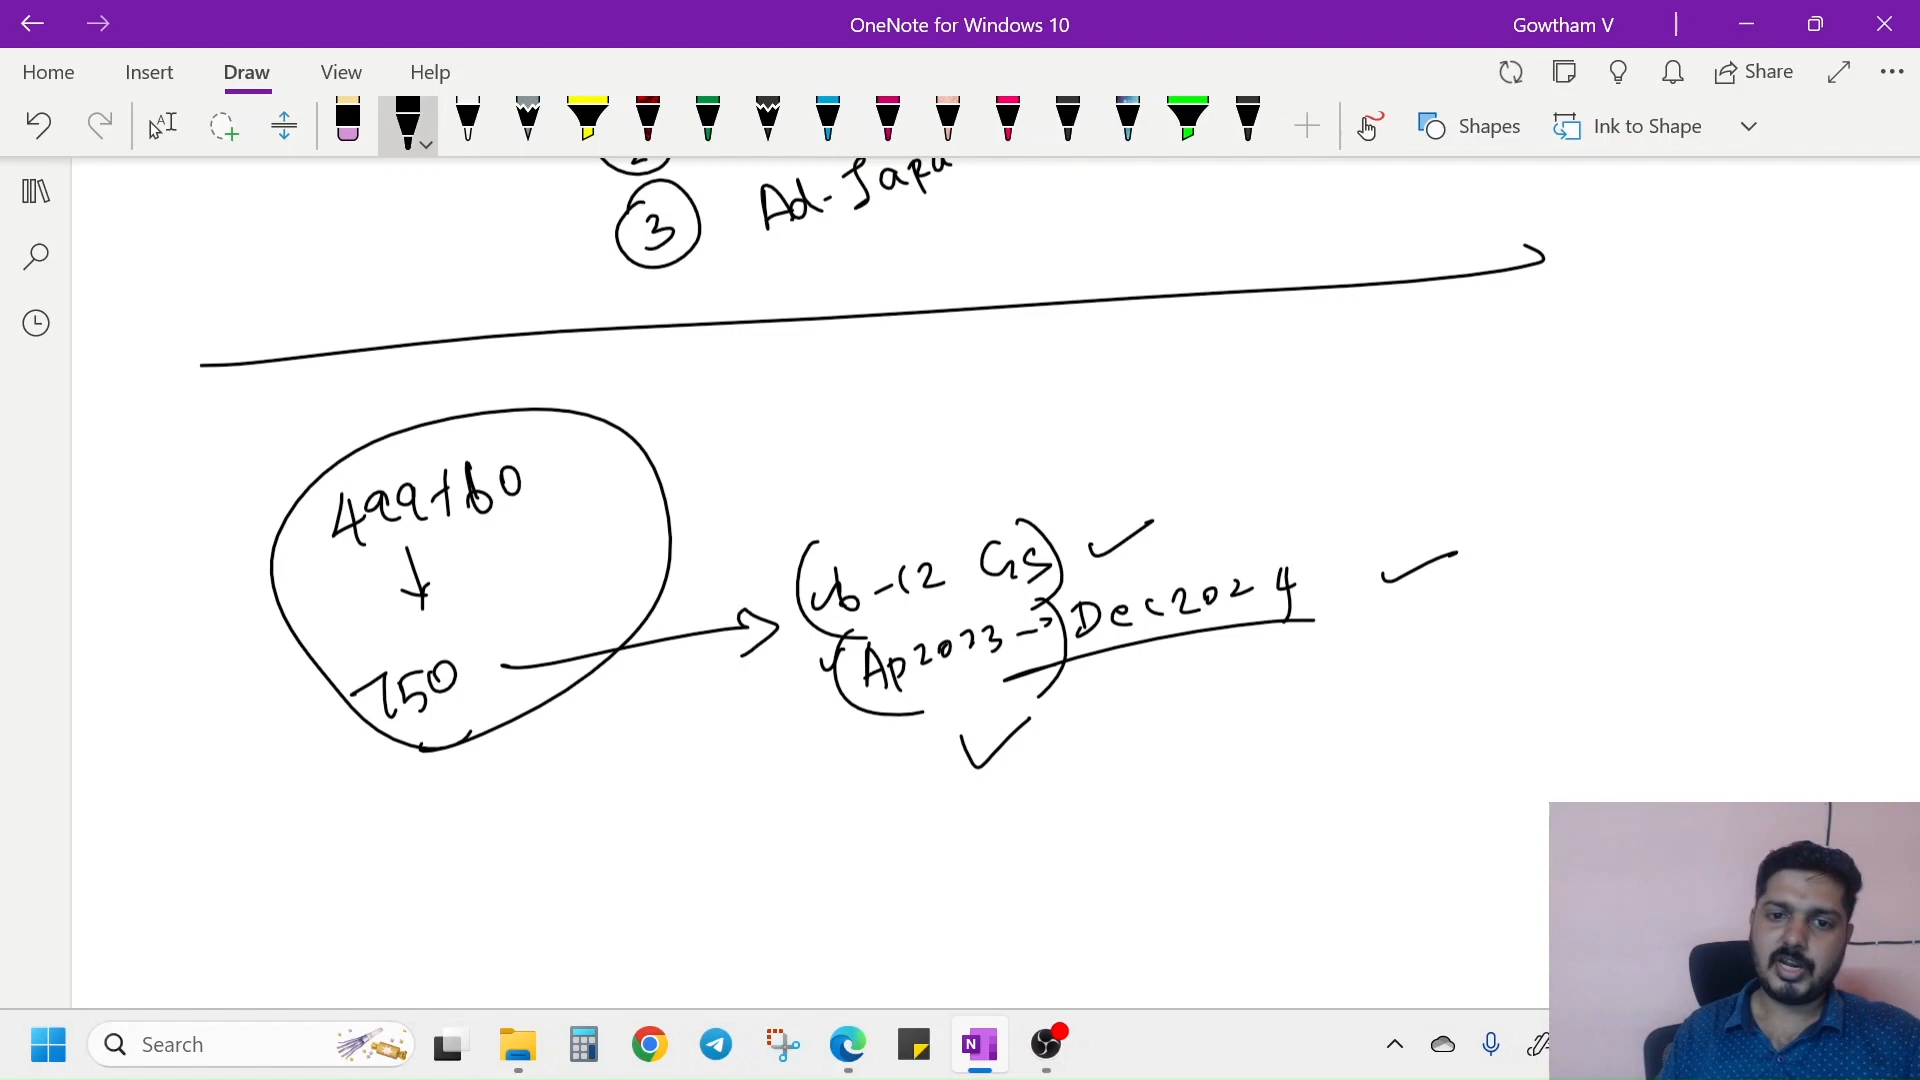 OneNote for Windows 10
Gowtham V
Home Insert Draw View Help
Share
Shapes
Ink to Shape
3 Ad-Japa
499+60
750
6-12 GS
Ap2023 → Dec2024
Search